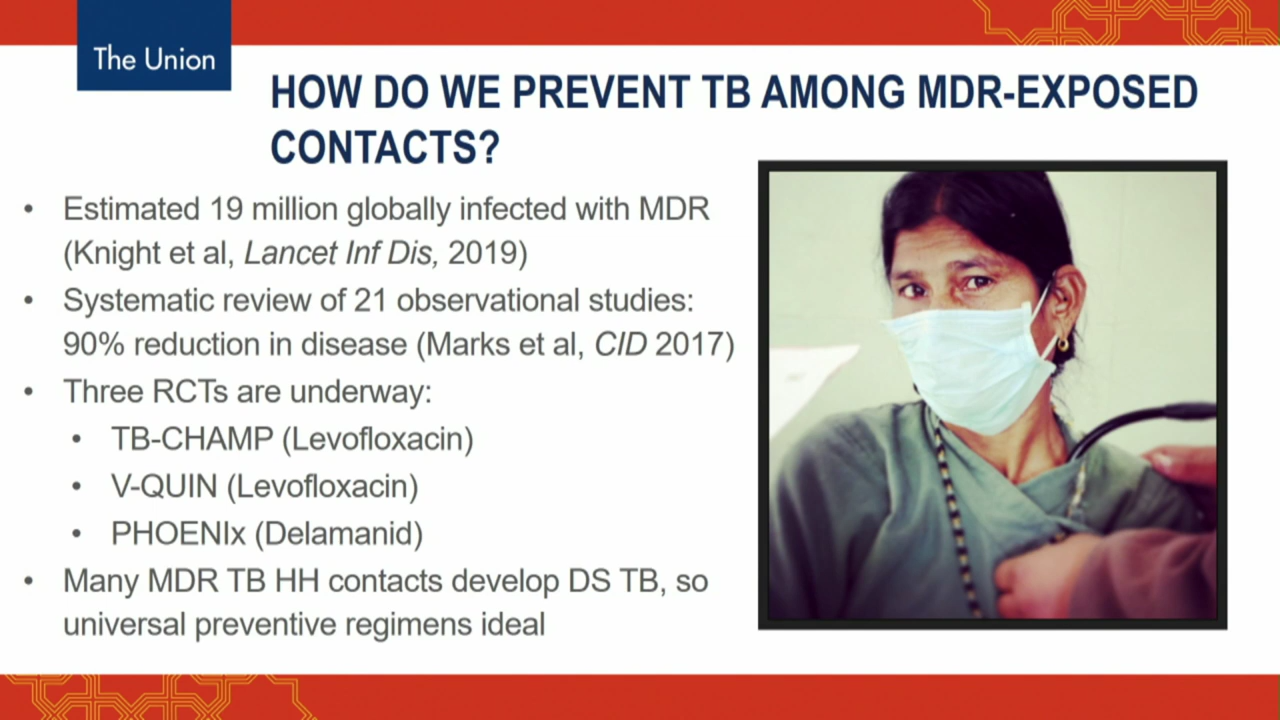 The Union
HOW DO WE PREVENT TB AMONG MDR-EXPOSED
CONTACTS?
• Estimated 19 million globally infected with MDR
(Knight et al, Lancet Inf Dis, 2019)
• Systematic review of 21 observational studies:
90% reduction in disease (Marks et al, CID 2017)
• Three RCTs are underway:
• TB-CHAMP (Levofloxacin)
• V-QUIN (Levofloxacin)
• PHOENIx (Delamanid)
• Many MDR TB HH contacts develop DS TB, so
universal preventive regimens ideal